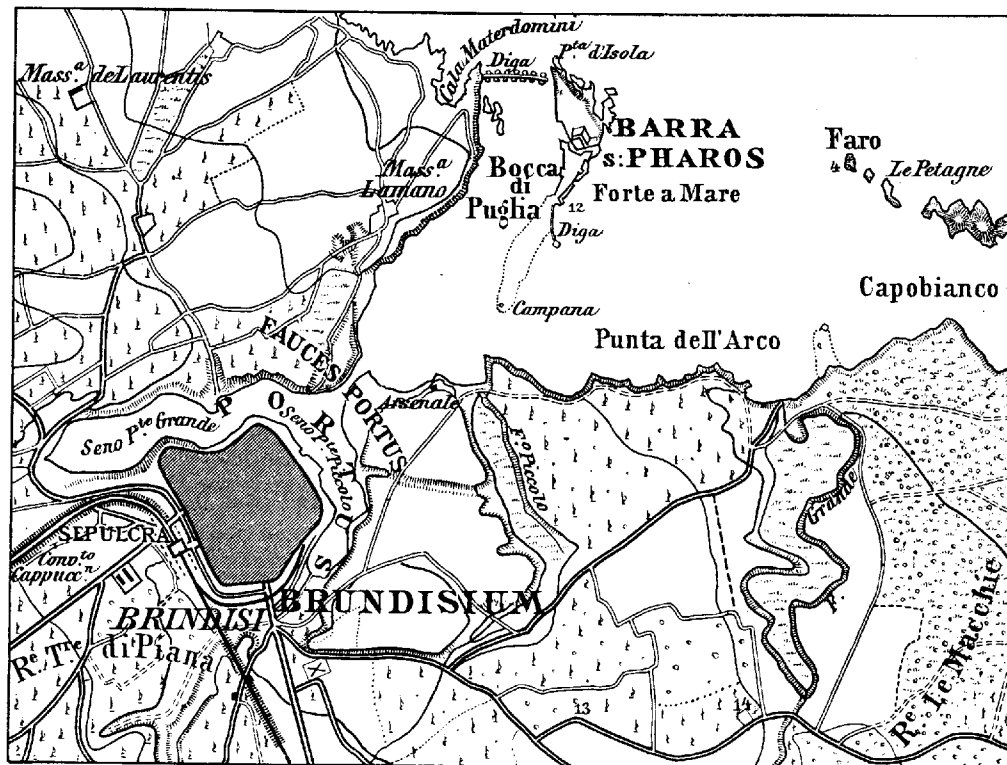 Cala Materdomini
Diga
P.ta d'Isola
Mass.a de Laurentis
BARRA
s: PHAROS
Faro
4
Le Petagne
Mass.a
Lamano
Bocca
di
Puglia
Forte a Mare
12
Diga
Capobianco
Campana
Punta dell'Arco
FAUCES PORTUS
Arsenale
PORTUS
Seno P.te Grande
Seno P.te Piccolo
F.o Piccolo
F. Grande
SEPULCRA
Conv.to
Cappucc.n
BRINDISI
BRUNDISIUM
R.e T.re
di Piana
13
14
R.e Le Macchie